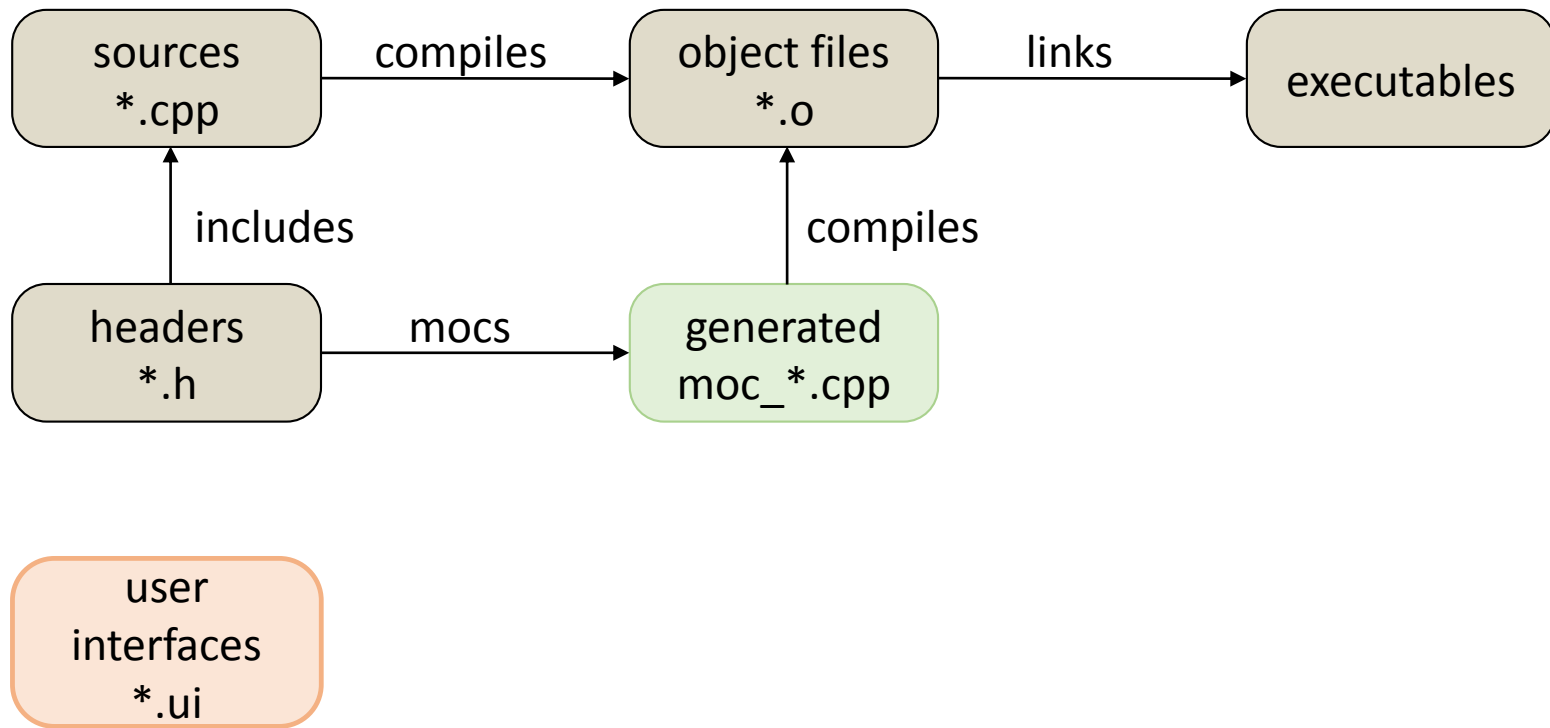 sources
*.cpp
compiles
object files
*.o
links
executables
includes
compiles
headers
*.h
mocs
generated
moc_*.cpp
user
interfaces
*.ui